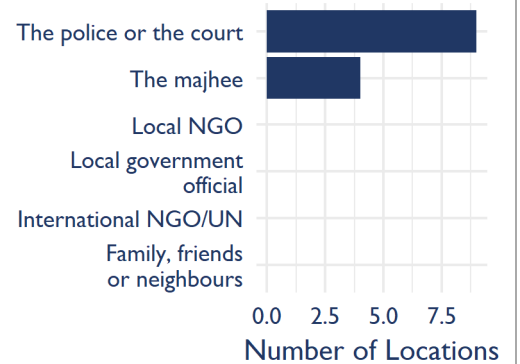 The police or the court
The majhee
Local NGO
Local government
official
International NGO/UN
Family, friends
or neighbours
0.0 2.5 5.0 7.5
Number of Locations